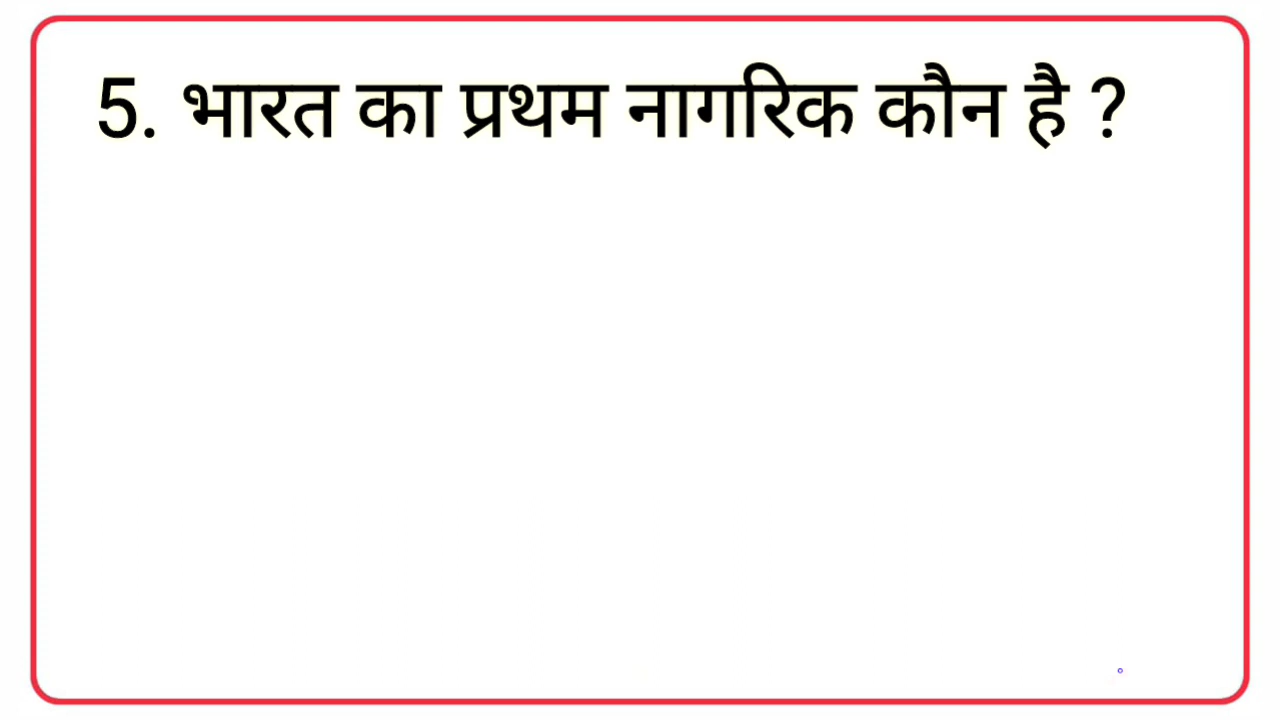 5. भारत का प्रथम नागरिक कौन है ?